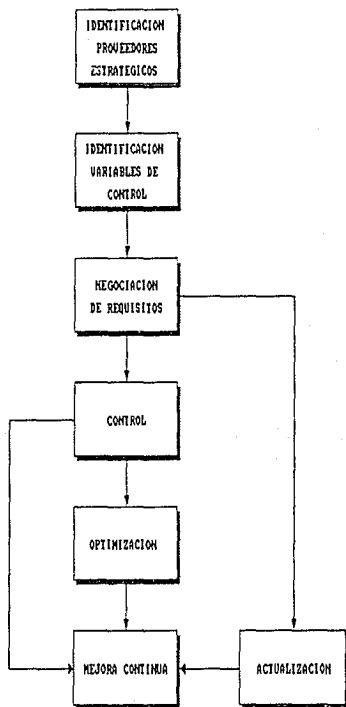 IDENTIFICACION
PROVEEDORES
ESTRATEGICOS
IDENTIFICACION
VARIABLES DE
CONTROL
NEGOCIACION
DE REQUISITOS
CONTROL
OPTIMIZACION
MEJORA CONTINUA
ACTUALIZACION